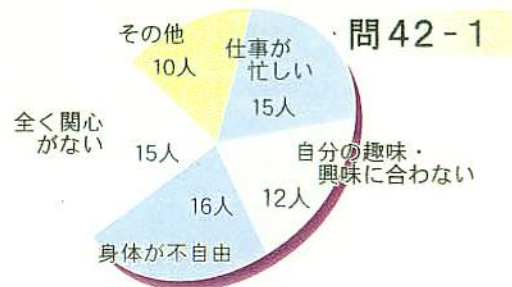 問42-1
仕事が
忙しい
15人
自分の趣味・
興味に合わない
12人
身体が不自由
16人
全く関心
がない
15人
その他
10人